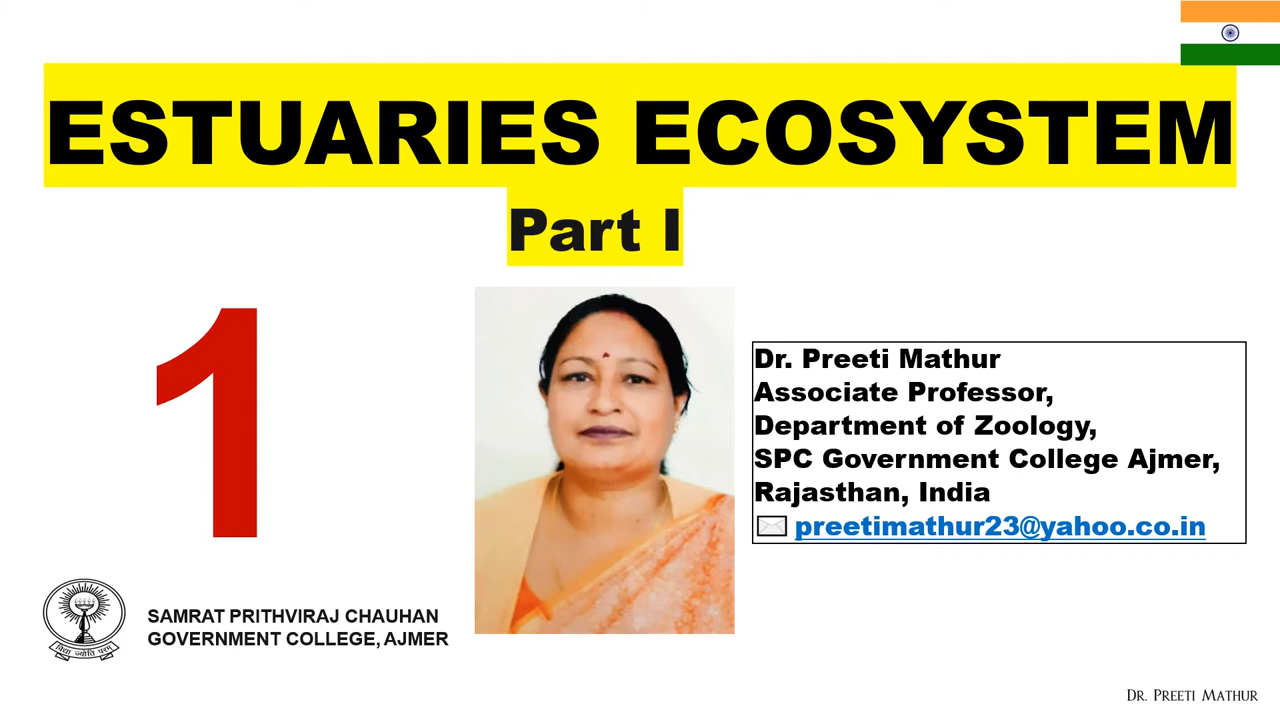 ESTUARIES ECOSYSTEM
Part I
1
Dr. Preeti Mathur
Associate Professor,
Department of Zoology,
SPC Government College Ajmer,
Rajasthan, India
preetimathur23@yahoo.co.in
विद्या ज्योति परम्
SAMRAT PRITHVIRAJ CHAUHAN
GOVERNMENT COLLEGE, AJMER
DR. PREETI MATHUR